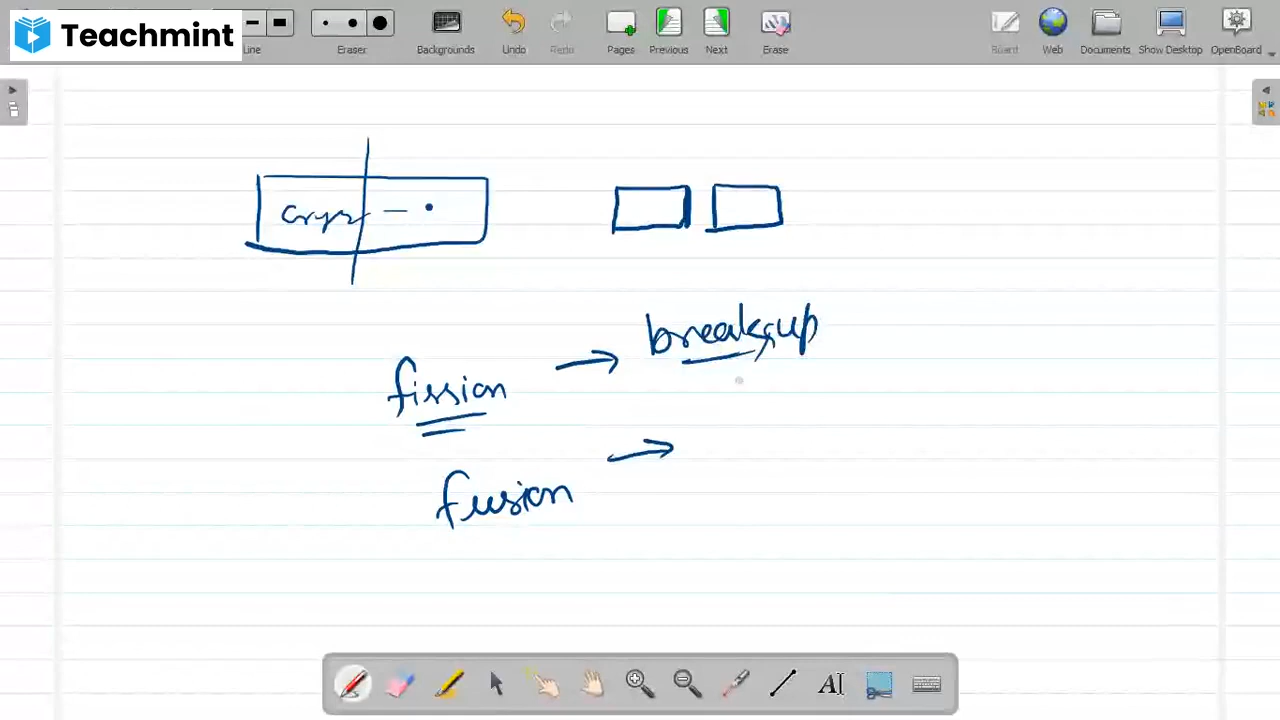 Teachmint
Line
Eraser
Backgrounds
Undo
Redo
Pages
Previous
Next
Erase
Board
Web
Documents
Show Desktop
OpenBoard
breaksup
fission →
fusion →
AI